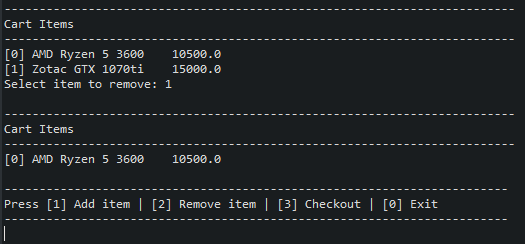 -----------------------------------------------------------------------
Cart Items
-----------------------------------------------------------------------
[0] AMD Ryzen 5 3600    10500.0
[1] Zotac GTX 1070ti    15000.0
Select item to remove: 1
-----------------------------------------------------------------------
Cart Items
-----------------------------------------------------------------------
[0] AMD Ryzen 5 3600    10500.0
----------------------------------------------------------------------
Press [1] Add item | [2] Remove item | [3] Checkout | [0] Exit
----------------------------------------------------------------------